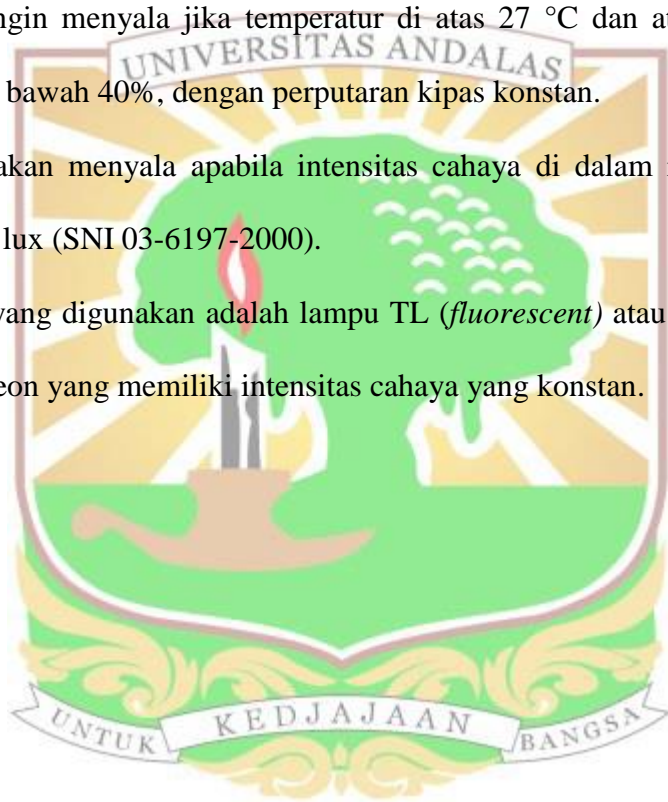 ngin menyala jika temperatur di atas 27 °C dan a
UNIVERSITAS ANDALAS
bawah 40%, dengan perputaran kipas konstan.
akan menyala apabila intensitas cahaya di dalam
lux (SNI 03-6197-2000).
yang digunakan adalah lampu TL (fluorescent) atau
eon yang memiliki intensitas cahaya yang konstan.
UNTUK KEDJAJAAN BANGSA